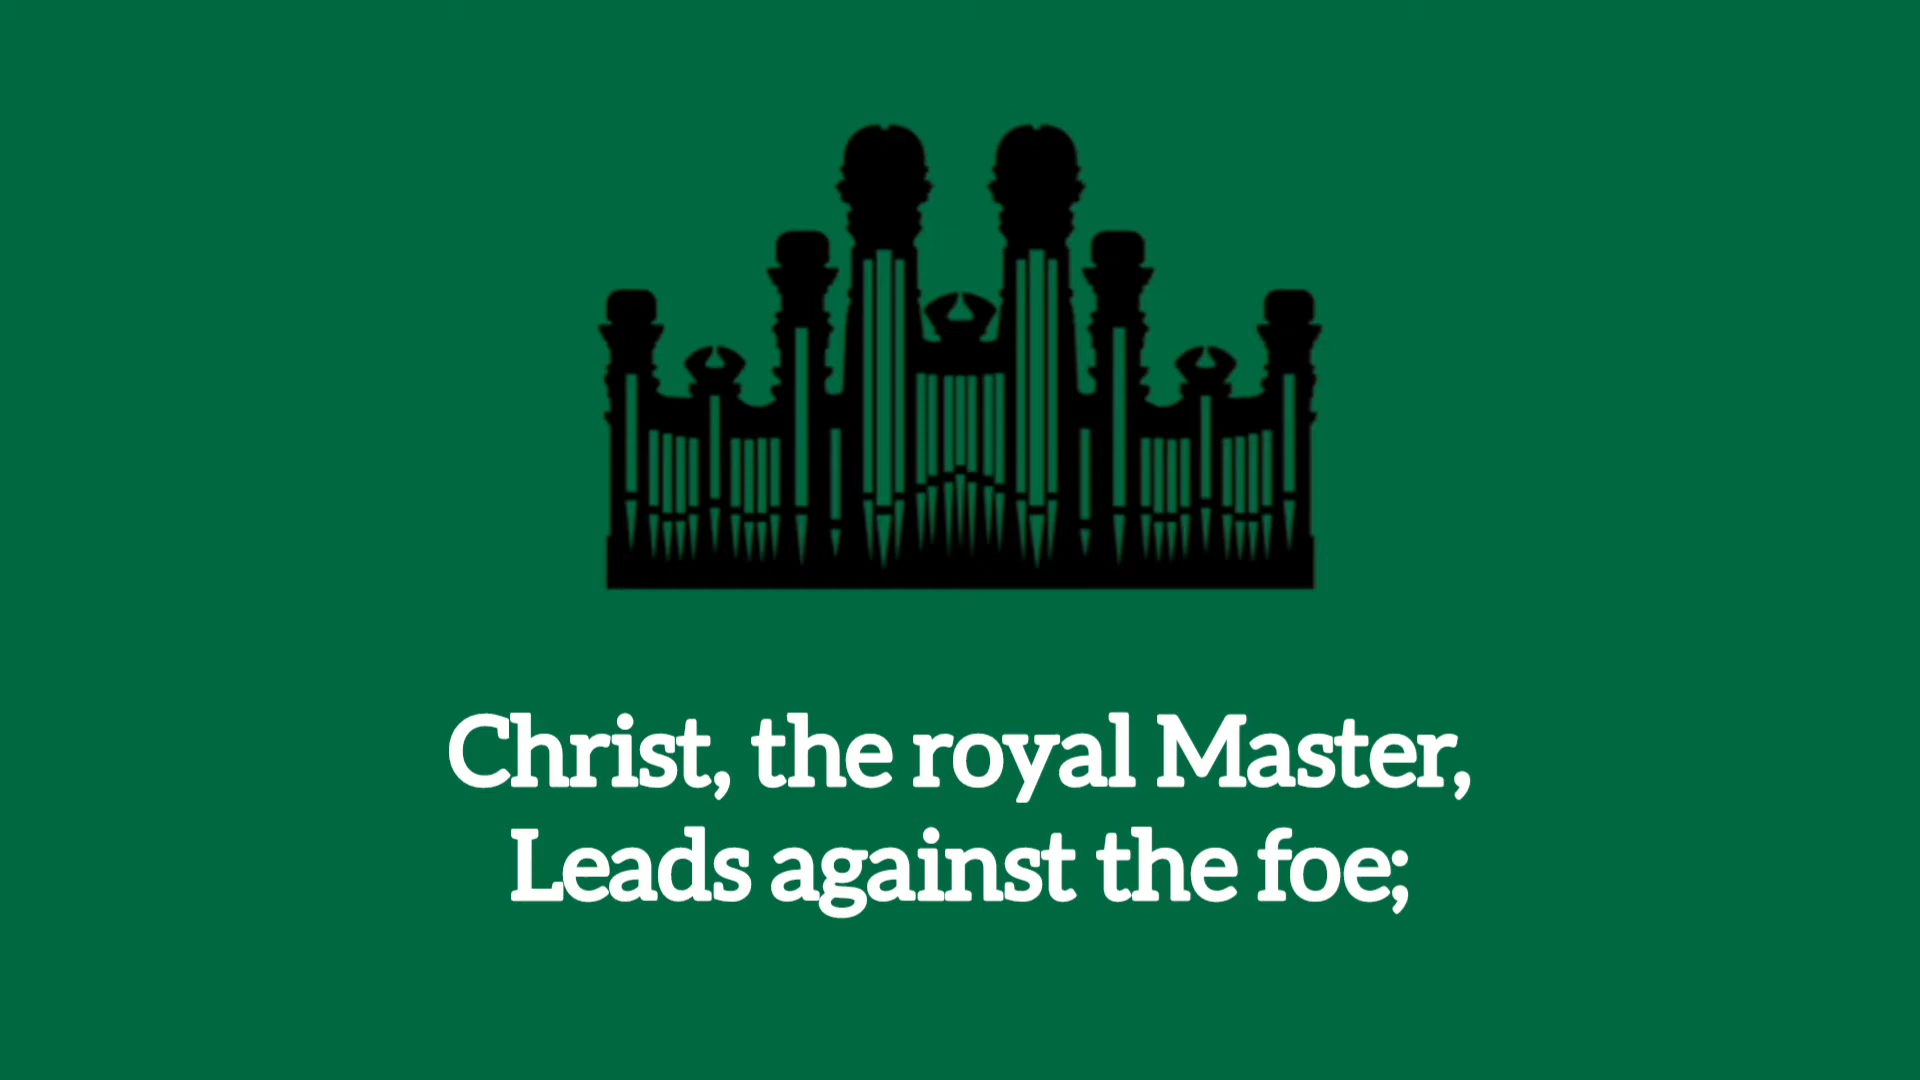 Christ, the royal Master,
Leads against the foe;